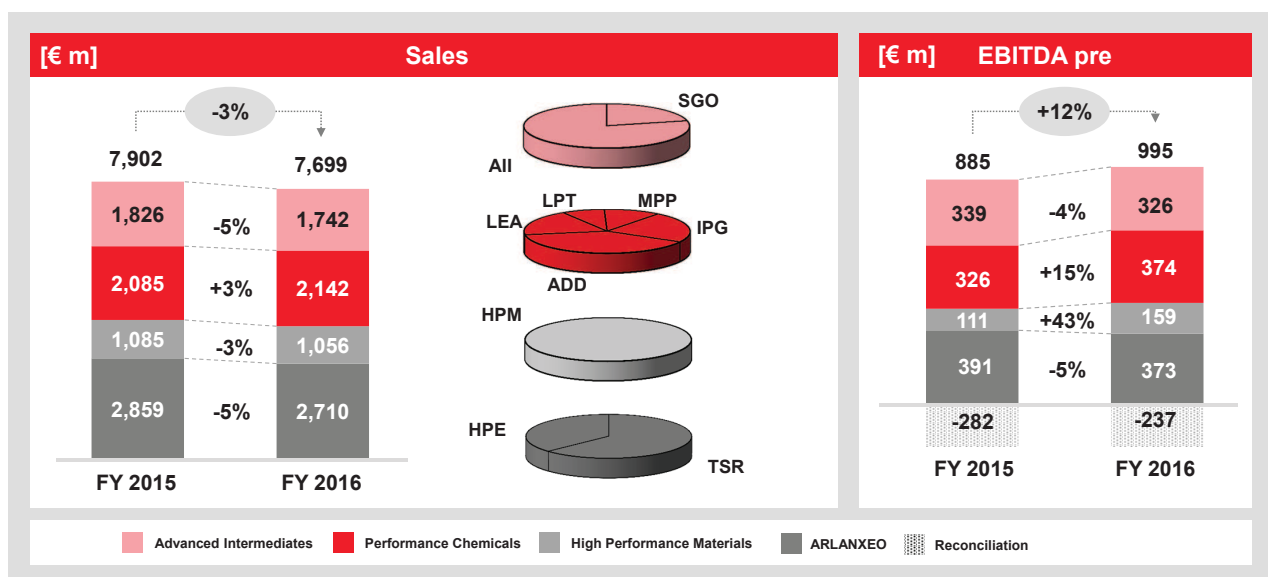 [€ m] Sales
-3%
7,902
7,699
1,826
-5%
1,742
2,085
+3%
2,142
1,085
-3%
1,056
2,859
-5%
2,710
FY 2015
FY 2016
SGO
AII
LPT
MPP
LEA
IPG
ADD
HPM
HPE
TSR
[€ m] EBITDA pre
+12%
885
995
339
-4%
326
326
+15%
374
111
+43%
159
391
-5%
373
-282
-237
FY 2015
FY 2016
Advanced Intermediates
Performance Chemicals
High Performance Materials
ARLANXEO
Reconciliation